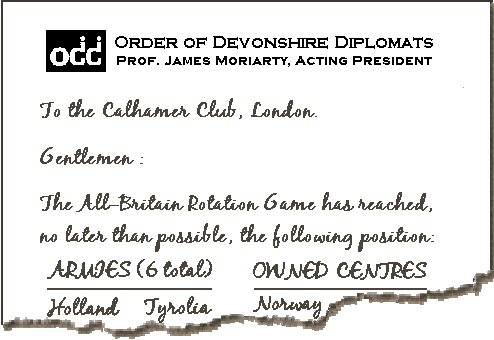 odd ORDER OF DEVONSHIRE DIPLOMATS
PROF. JAMES MORIARTY, ACTING PRESIDENT
To the Calhamer Club, London.
Gentlemen :
The All-Britain Rotation Game has reached,
no later than possible, the following position:
ARMIES (6 total) OWNED CENTRES
Holland Tyrolia Norway